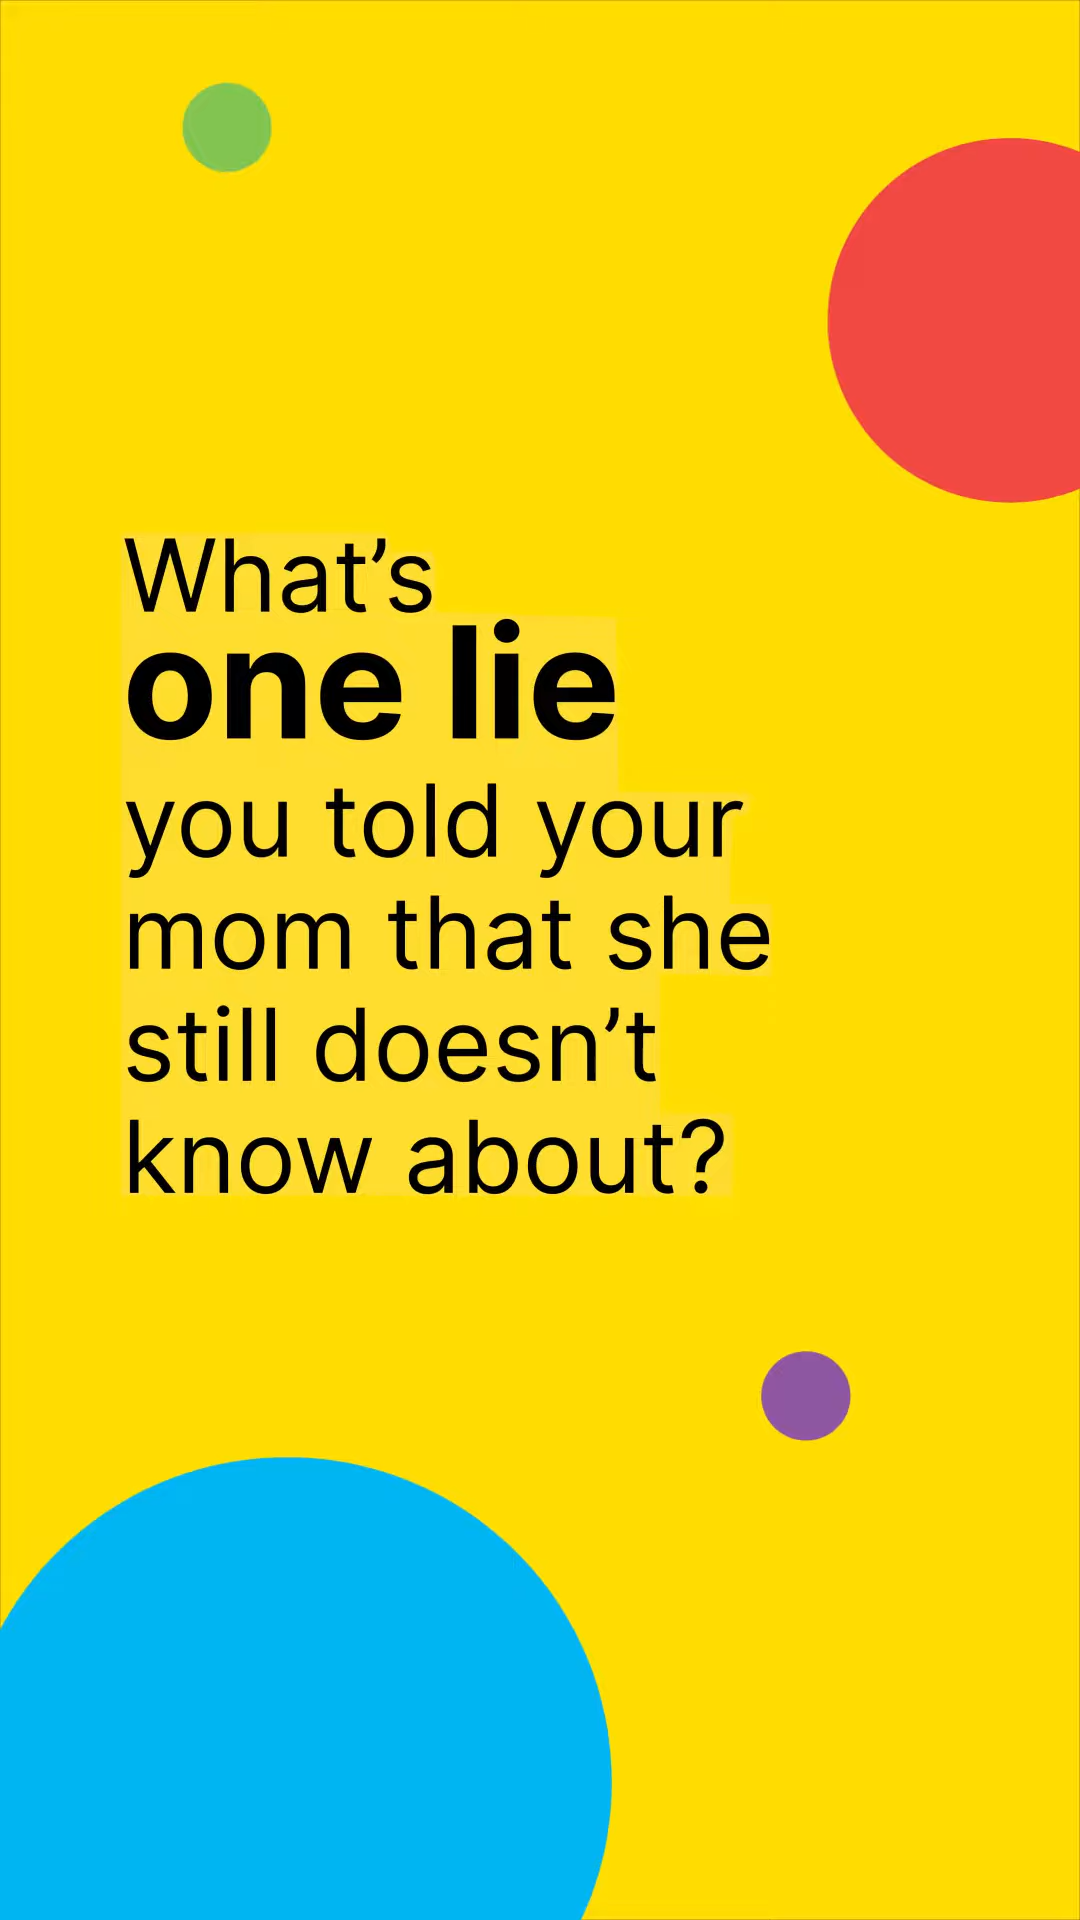 What’s
one lie
you told your
mom that she
still doesn’t
know about?